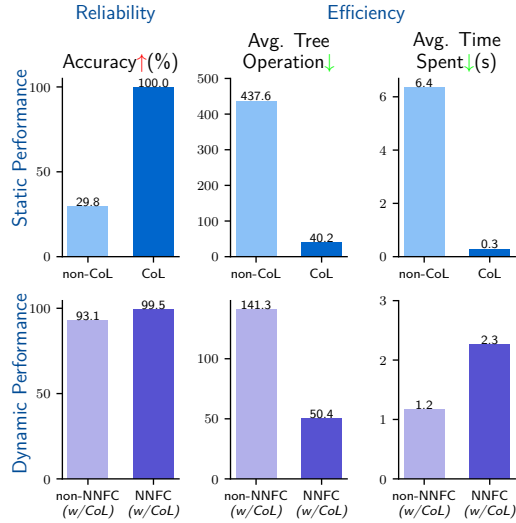 Reliability
Efficiency
Accuracy↑(%)
Avg. Tree
Operation↓
Avg. Time
Spent↓(s)
Static Performance
100
50
0
29.8
100.0
non-CoL
CoL
500
400
300
200
100
0
437.6
40.2
non-CoL
CoL
6
4
2
0
6.4
0.3
non-CoL
CoL
Dynamic Performance
100
50
0
93.1
99.5
non-NNFC
(w/CoL)
NNFC
(w/CoL)
100
50
0
141.3
50.4
non-NNFC
(w/CoL)
NNFC
(w/CoL)
3
2
1
0
1.2
2.3
non-NNFC
(w/CoL)
NNFC
(w/CoL)